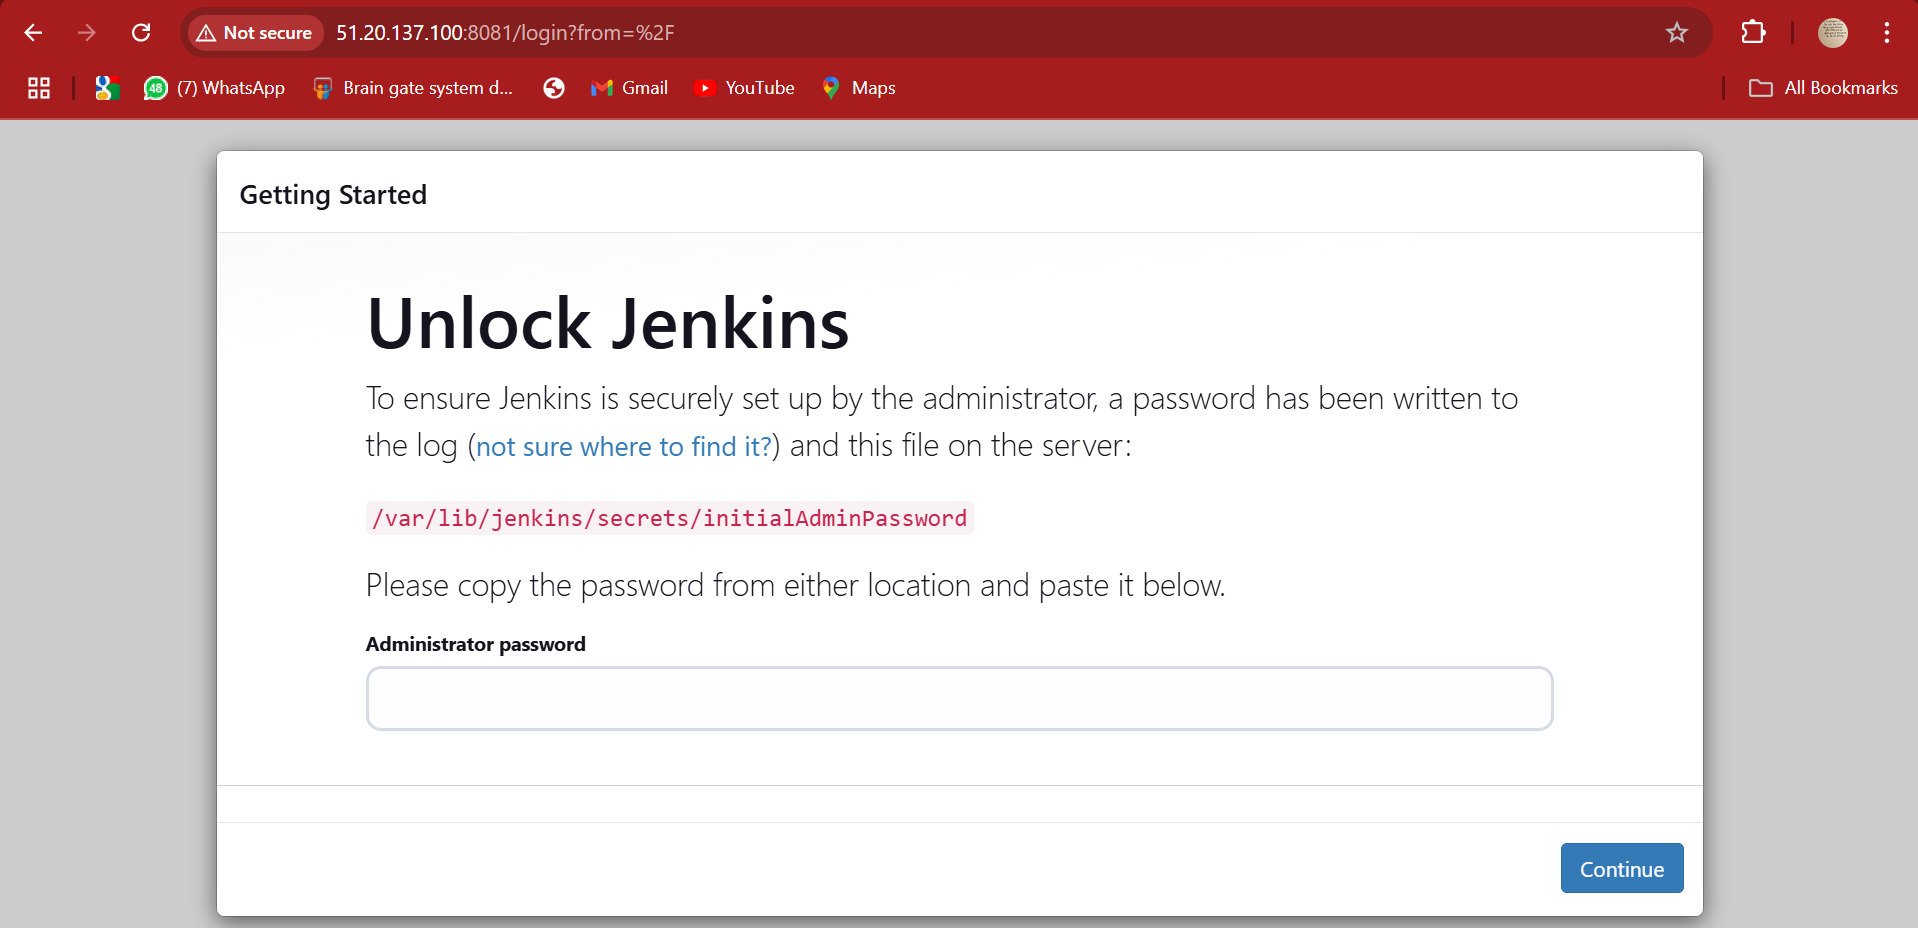 Not secure 51.20.137.100:8081/login?from=%2F
48 (7) WhatsApp Brain gate system d... Gmail YouTube Maps All Bookmarks
Getting Started
Unlock Jenkins
To ensure Jenkins is securely set up by the administrator, a password has been written to
the log (not sure where to find it?) and this file on the server:
/var/lib/jenkins/secrets/initialAdminPassword
Please copy the password from either location and paste it below.
Administrator password
Continue